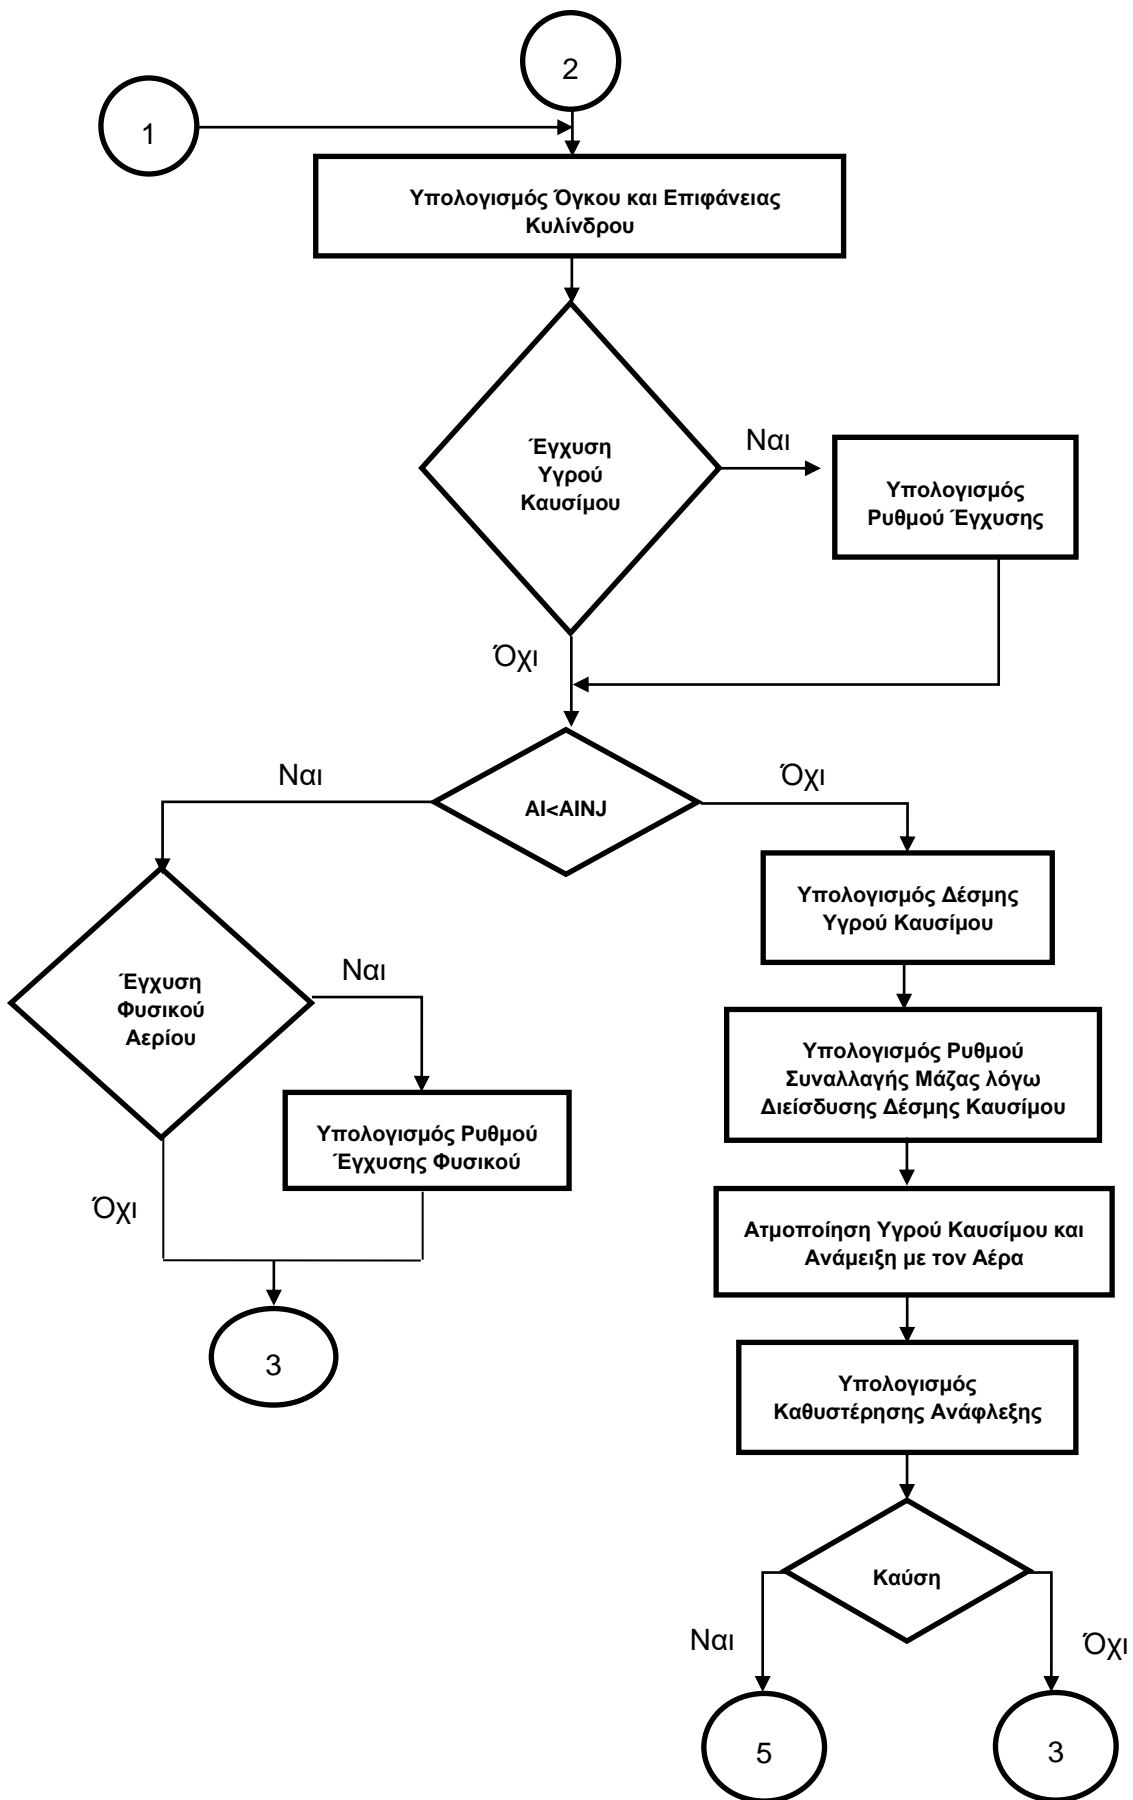 2
1
Υπολογισμός Όγκου και Επιφάνειας
Κυλίνδρου
Έγχυση
Υγρού
Καυσίμου
Ναι
Υπολογισμός
Ρυθμού Έγχυσης
Όχι
Ναι
Όχι
AI<AINJ
Υπολογισμός Δέσμης
Υγρού Καυσίμου
Έγχυση
Φυσικού
Αερίου
Ναι
Υπολογισμός Ρυθμού
Συναλλαγής Μάζας λόγω
Διείσδυσης Δέσμης Καυσίμου
Υπολογισμός Ρυθμού
Έγχυσης Φυσικού
Όχι
Ατμοποίηση Υγρού Καυσίμου και
Ανάμειξη με τον Αέρα
3
Υπολογισμός
Καθυστέρησης Ανάφλεξης
Καύση
Ναι
Όχι
5
3